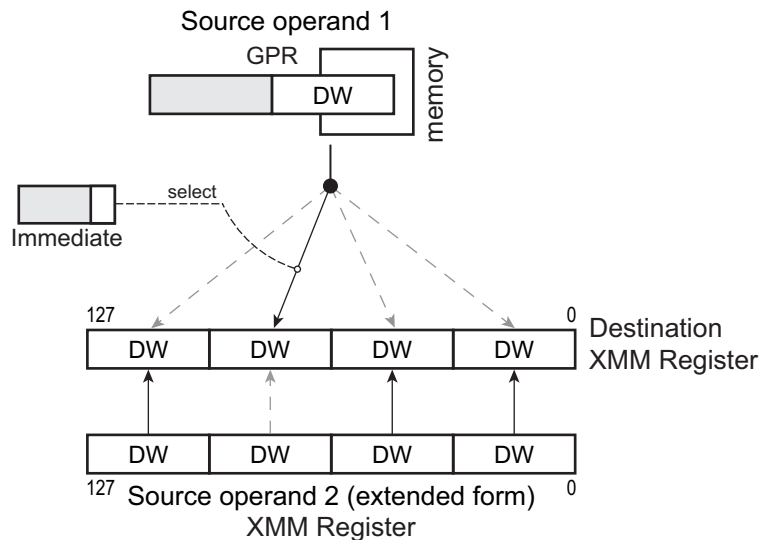 Source operand 1
GPR
DW
memory
select
Immediate
127
0
DW DW DW DW
Destination
XMM Register
DW DW DW DW
127
0
Source operand 2 (extended form)
XMM Register